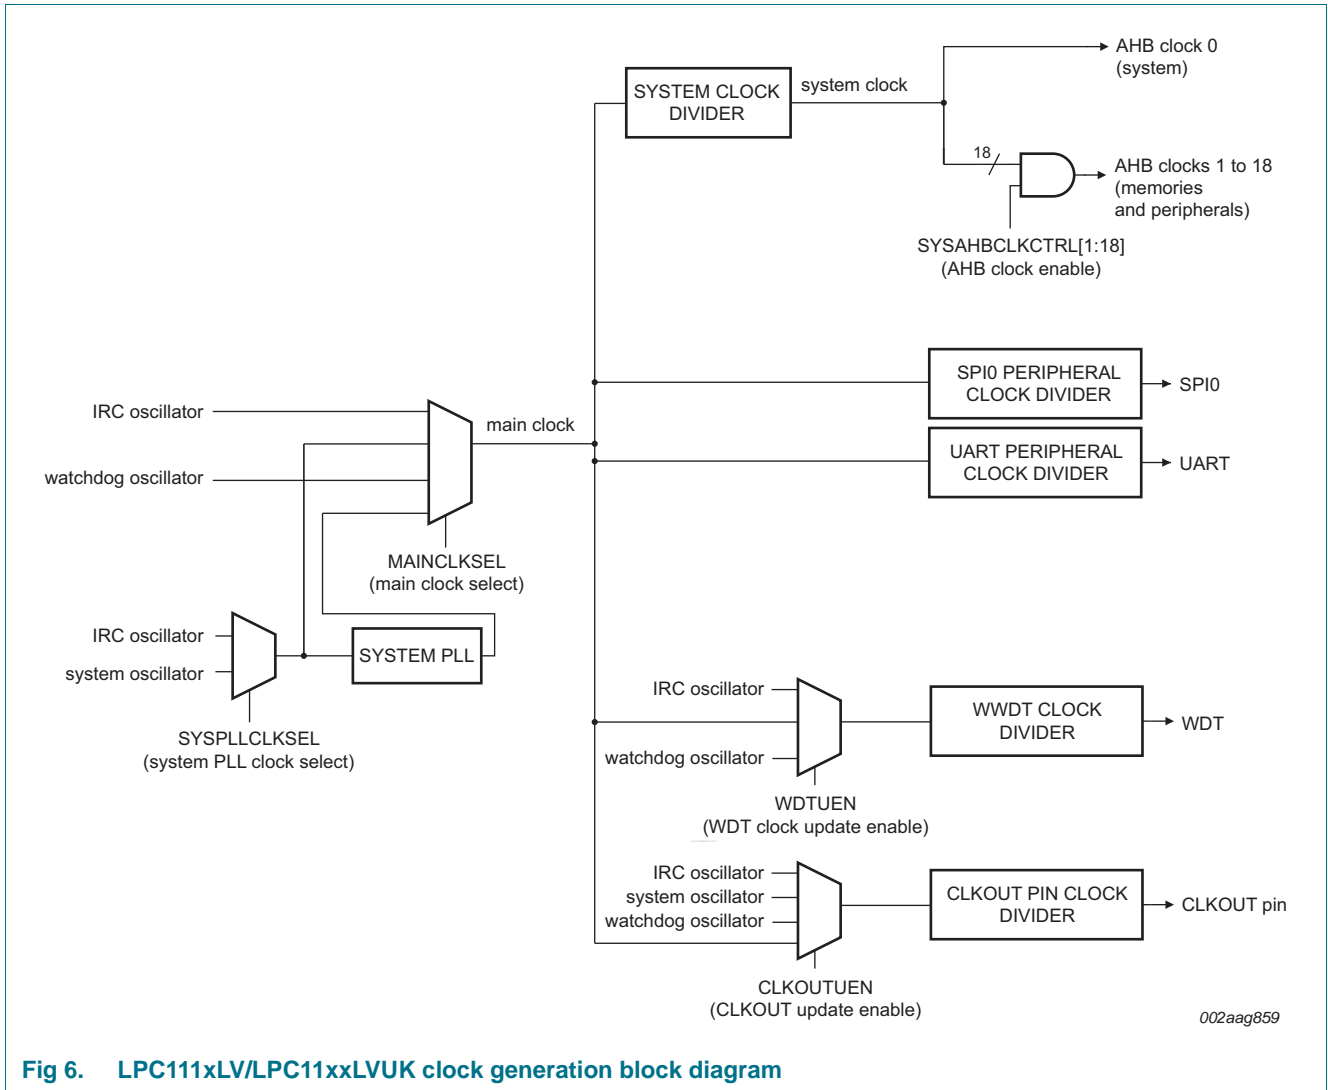 AHB clock 0
(system)
SYSTEM CLOCK
DIVIDER
system clock
18
AHB clocks 1 to 18
(memories
and peripherals)
SYSAHBCLKCTRL[1:18]
(AHB clock enable)
SPI0 PERIPHERAL
CLOCK DIVIDER
SPI0
IRC oscillator
main clock
UART PERIPHERAL
CLOCK DIVIDER
UART
watchdog oscillator
MAINCLKSEL
(main clock select)
IRC oscillator
system oscillator
SYSTEM PLL
SYSPLLCLKSEL
(system PLL clock select)
IRC oscillator
watchdog oscillator
WWDT CLOCK
DIVIDER
WDT
WDTUEN
(WDT clock update enable)
IRC oscillator
system oscillator
watchdog oscillator
CLKOUT PIN CLOCK
DIVIDER
CLKOUT pin
CLKOUTUEN
(CLKOUT update enable)
002aag859
Fig 6. LPC111xLV/LPC11xxLVUK clock generation block diagram